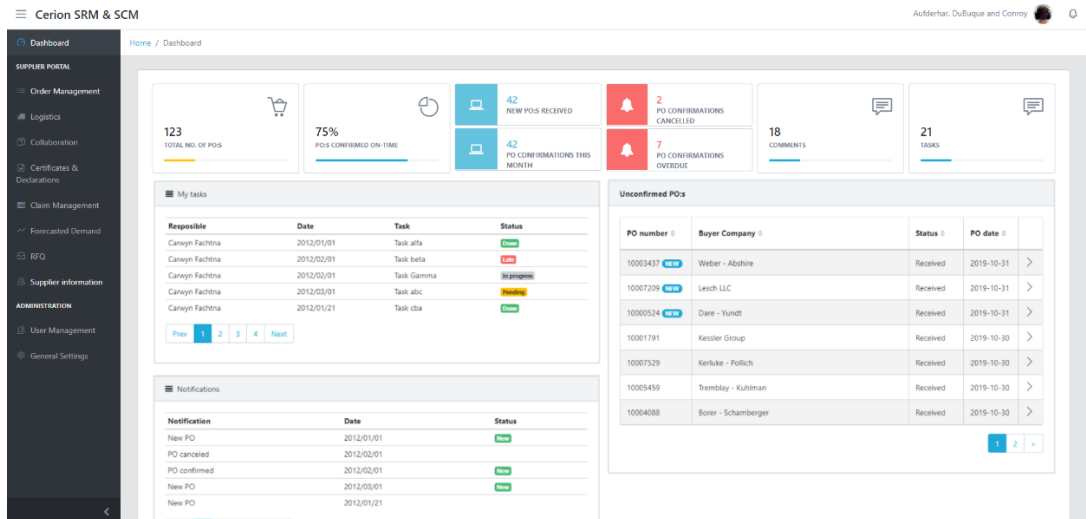 Cerion SRM & SCM
Aufderhar, DuBuque and Conroy
Dashboard
SUPPLIER PORTAL
Order Management
Logistics
Collaboration
Certificates &
Declarations
Claim Management
Forecasted Demand
RFQ
Supplier information
ADMINISTRATION
User Management
General Settings
Home / Dashboard
123
TOTAL NO. OF PO:S
75%
PO:S CONFIRMED ON-TIME
42
NEW PO:S RECEIVED
42
PO CONFIRMATIONS THIS
MONTH
2
PO CONFIRMATIONS
CANCELLED
7
PO CONFIRMATIONS
OVERDUE
18
COMMENTS
21
TASKS
My tasks
Resposible Date Task Status
Carwyn Fachtna 2012/01/01 Task alfa Done
Carwyn Fachtna 2012/02/01 Task beta Late
Carwyn Fachtna 2012/02/01 Task Gamma In progress
Carwyn Fachtna 2012/03/01 Task abc Pending
Carwyn Fachtna 2012/01/21 Task cba Done
Prev 1 2 3 4 Next
Notifications
Notification Date Status
New PO 2012/01/01 New
PO canceled 2012/02/01
PO confirmed 2012/02/01 New
New PO 2012/03/01 New
New PO 2012/01/21
Unconfirmed PO:s
PO number Buyer Company Status PO date
10003437 NEW Weber - Abshire Received 2019-10-31
10007209 NEW Lesch LLC Received 2019-10-31
10000524 NEW Dare - Yundt Received 2019-10-31
10001791 Kessler Group Received 2019-10-30
10007529 Kerluke - Pollich Received 2019-10-30
10005459 Tremblay - Kuhlman Received 2019-10-30
10004088 Borer - Schamberger Received 2019-10-30
1 2 »